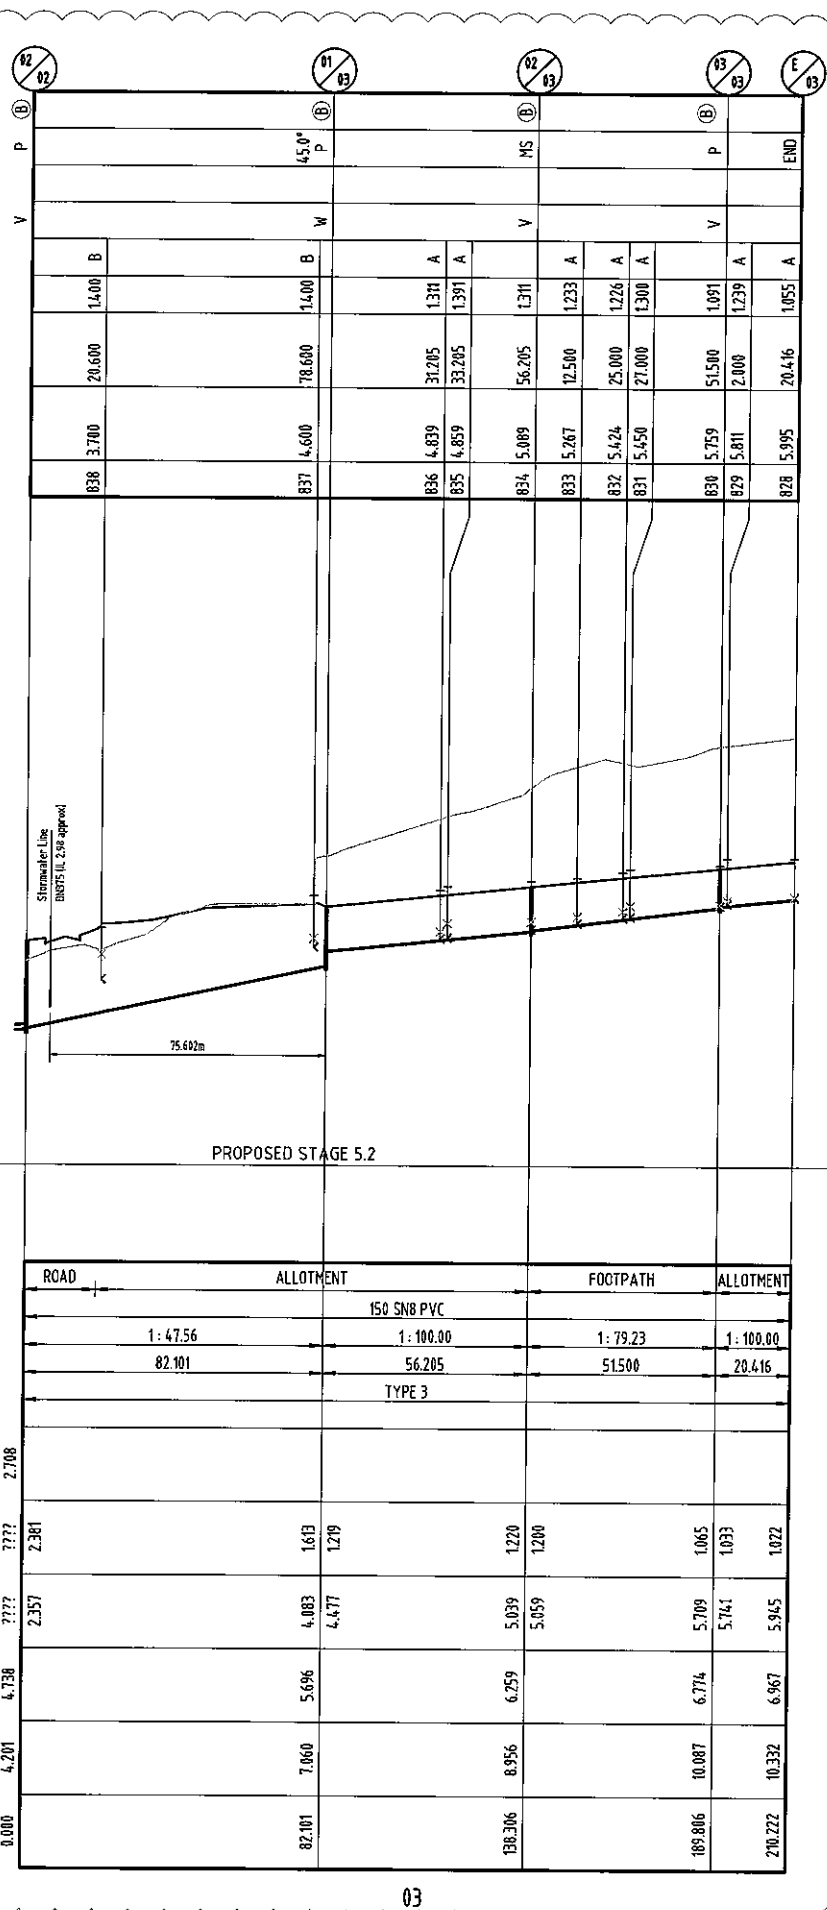 02 02
01 03
02 03
03 03
E 03
B B B B
P 45.0° P MS P END
V W V V
B B A A A A A A A A
1.400 1.400 1.311 1.391 1.311 1.233 1.226 1.300 1.091 1.239 1.055
20.600 78.600 31.205 33.205 56.205 12.500 25.000 27.000 51.500 2.000 20.416
3.700 4.600 4.839 4.859 5.089 5.267 5.424 5.450 5.759 5.811 5.995
838 837 836 835 834 833 832 831 830 829 828
Stormwater Line
DN375 (IL 2.98 approx)
75.602m
PROPOSED STAGE 5.2
ROAD ALLOTMENT FOOTPATH ALLOTMENT
150 SN8 PVC
1 : 47.56 1 : 100.00 1 : 79.23 1 : 100.00
82.101 56.205 51.500 20.416
TYPE 3
2.708
???? 2.381 1.613 1.219 1.220 1.200 1.065 1.033 1.022
???? 2.357 4.083 4.477 5.039 5.059 5.709 5.741 5.945
4.738 5.696 6.259 6.774 6.967
4.201 7.060 8.956 10.087 10.332
0.000 82.101 138.306 189.806 210.222
03